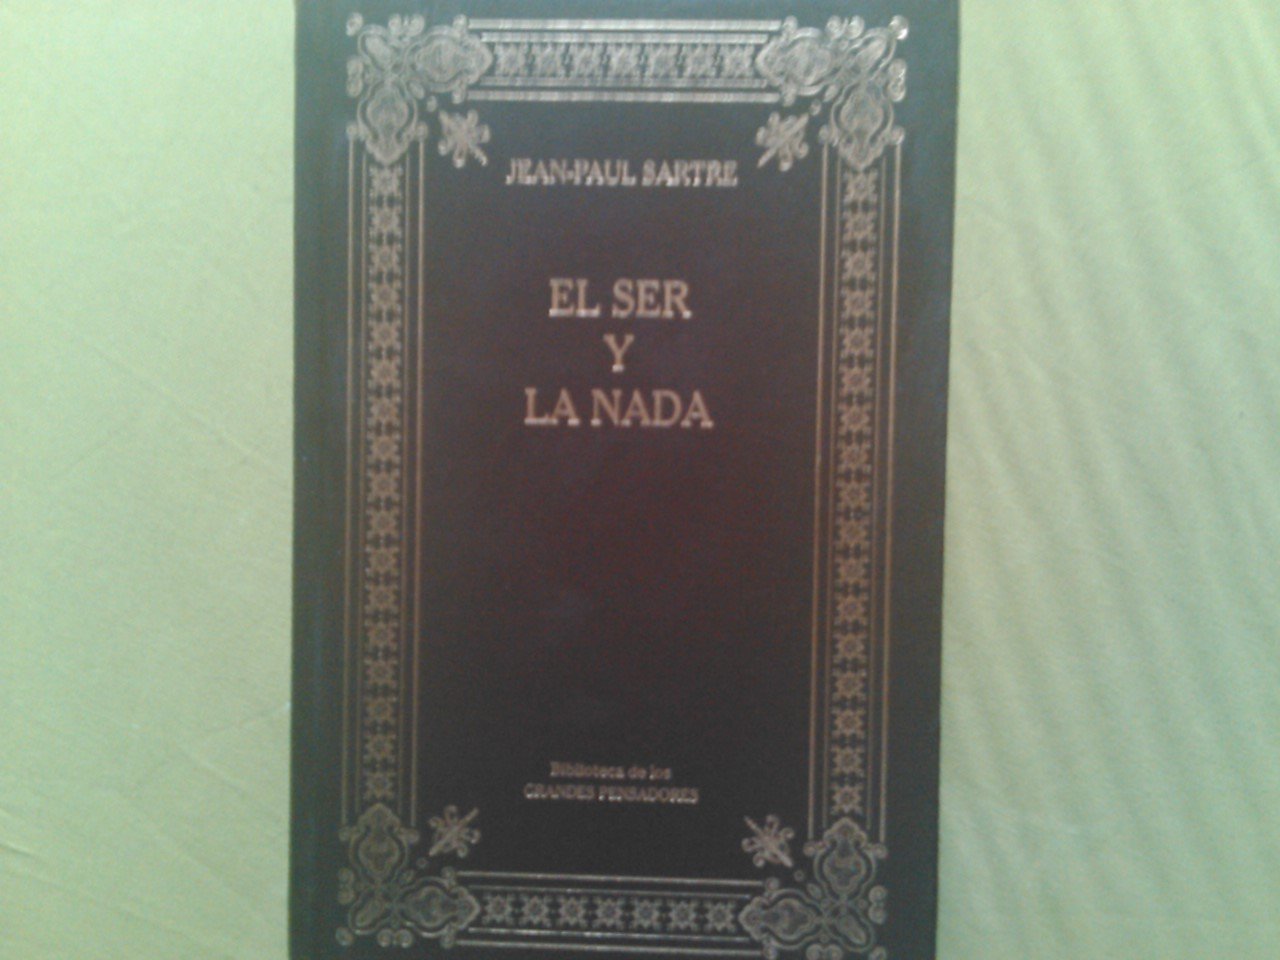 JEAN-PAUL SARTRE
EL SER
Y
LA NADA
Biblioteca de los
GRANDES PENSADORES